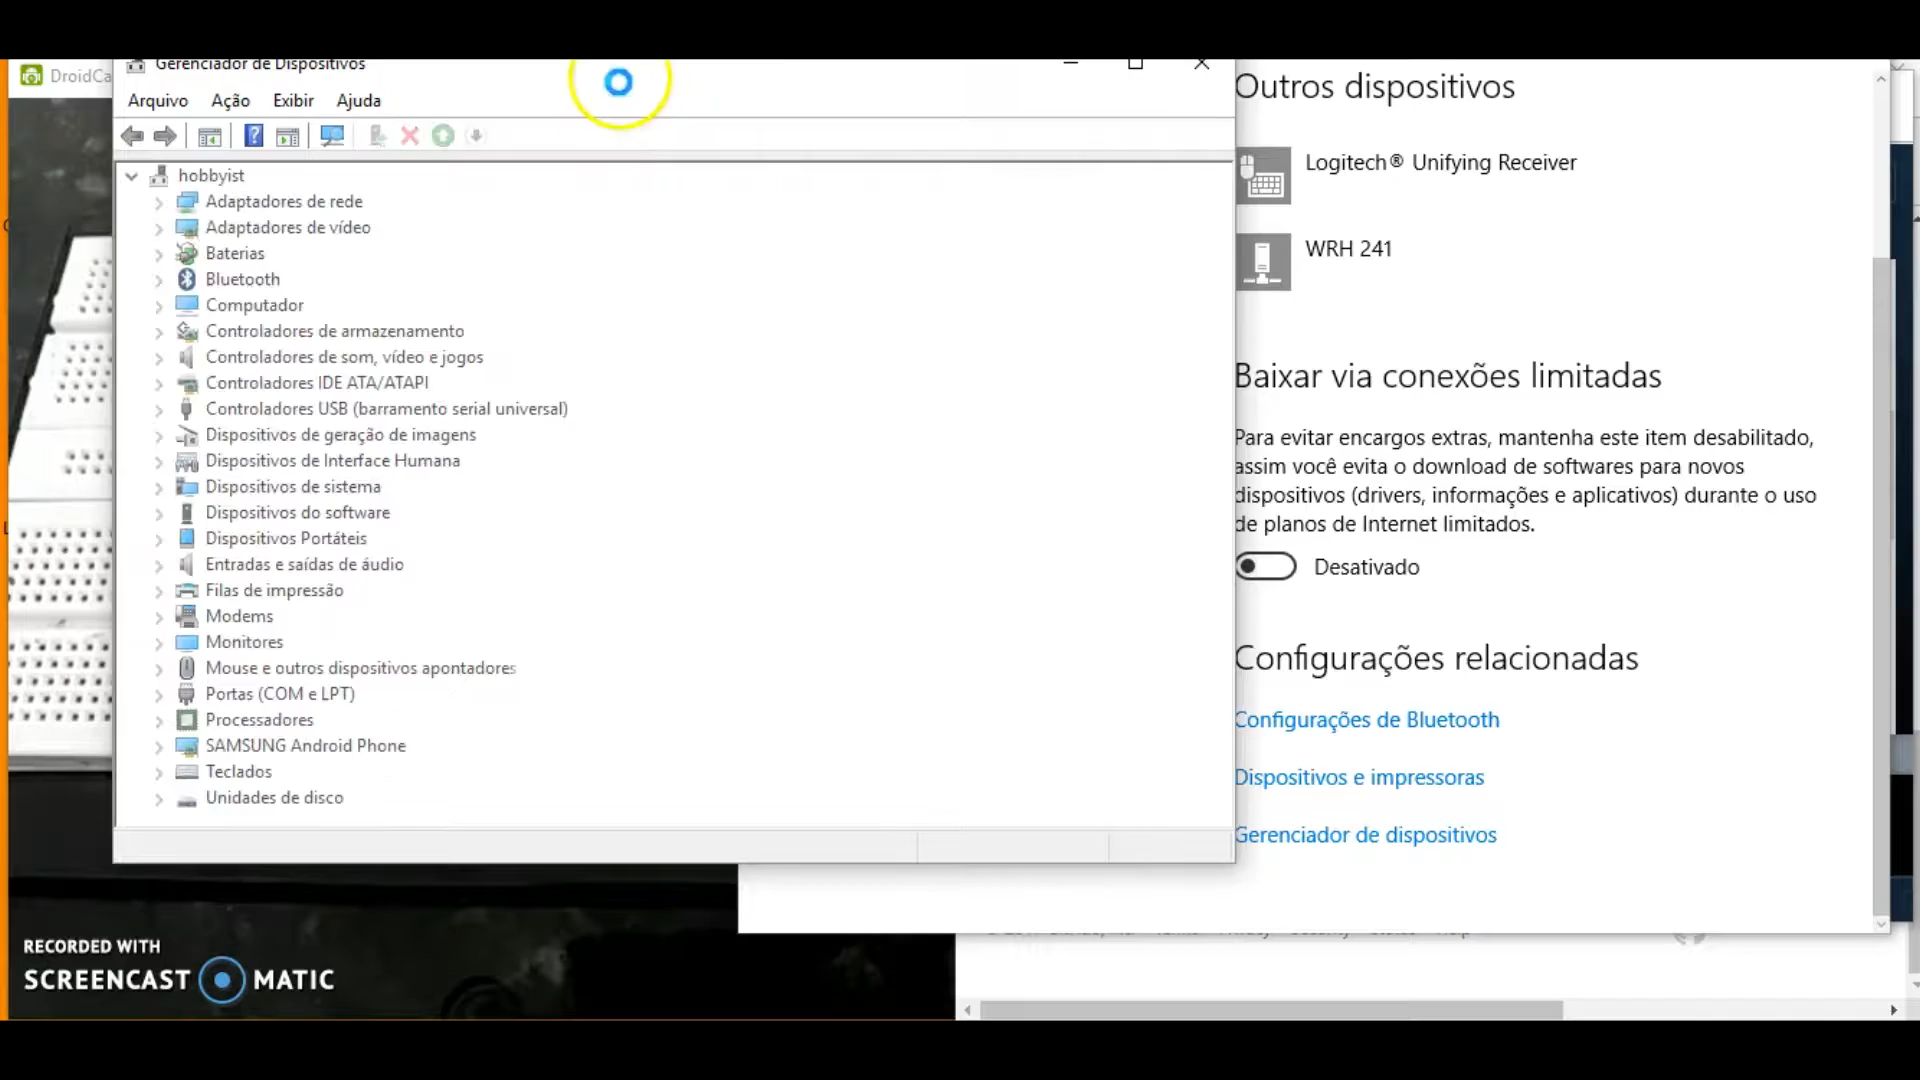 DroidCa
Gerenciador de Dispositivos
Arquivo Ação Exibir Ajuda
hobbyist
Adaptadores de rede
Adaptadores de vídeo
Baterias
Bluetooth
Computador
Controladores de armazenamento
Controladores de som, vídeo e jogos
Controladores IDE ATA/ATAPI
Controladores USB (barramento serial universal)
Dispositivos de geração de imagens
Dispositivos de Interface Humana
Dispositivos de sistema
Dispositivos do software
Dispositivos Portáteis
Entradas e saídas de áudio
Filas de impressão
Modems
Monitores
Mouse e outros dispositivos apontadores
Portas (COM e LPT)
Processadores
SAMSUNG Android Phone
Teclados
Unidades de disco
Outros dispositivos
Logitech® Unifying Receiver
WRH 241
Baixar via conexões limitadas
Para evitar encargos extras, mantenha este item desabilitado,
assim você evita o download de softwares para novos
dispositivos (drivers, informações e aplicativos) durante o uso
de planos de Internet limitados.
Desativado
Configurações relacionadas
Configurações de Bluetooth
Dispositivos e impressoras
Gerenciador de dispositivos
RECORDED WITH
SCREENCAST MATIC